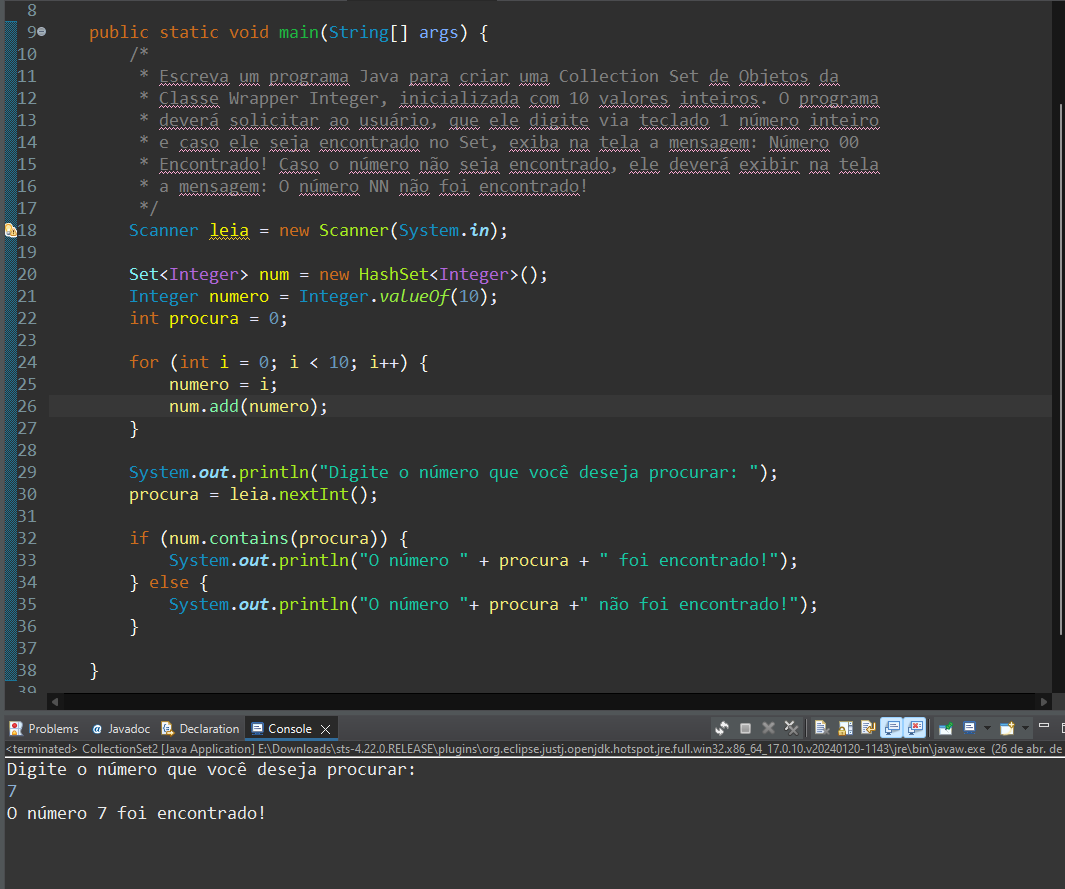 8
9 public static void main(String[] args) {
10 /*
11 * Escreva um programa Java para criar uma Collection Set de Objetos da
12 * Classe Wrapper Integer, inicializada com 10 valores inteiros. O programa
13 * deverá solicitar ao usuário, que ele digite via teclado 1 número inteiro
14 * e caso ele seja encontrado no Set, exiba na tela a mensagem: Número 00
15 * Encontrado! Caso o número não seja encontrado, ele deverá exibir na tela
16 * a mensagem: O número NN não foi encontrado!
17 */
18 Scanner leia = new Scanner(System.in);
19
20 Set<Integer> num = new HashSet<Integer>();
21 Integer numero = Integer.valueOf(10);
22 int procura = 0;
23
24 for (int i = 0; i < 10; i++) {
25 numero = i;
26 num.add(numero);
27 }
28
29 System.out.println("Digite o número que você deseja procurar: ");
30 procura = leia.nextInt();
31
32 if (num.contains(procura)) {
33 System.out.println("O número " + procura + " foi encontrado!");
34 } else {
35 System.out.println("O número "+ procura +" não foi encontrado!");
36 }
37
38 }
39
Problems Javadoc Declaration Console
<terminated> CollectionSet2 [Java Application] E:\Downloads\sts-4.22.0.RELEASE\plugins\org.eclipse.justj.openjdk.hotspot.jre.full.win32.x86_64_17.0.10.v20240120-1143\jre\bin\javaw.exe (26 de abr. de
Digite o número que você deseja procurar:
7
O número 7 foi encontrado!